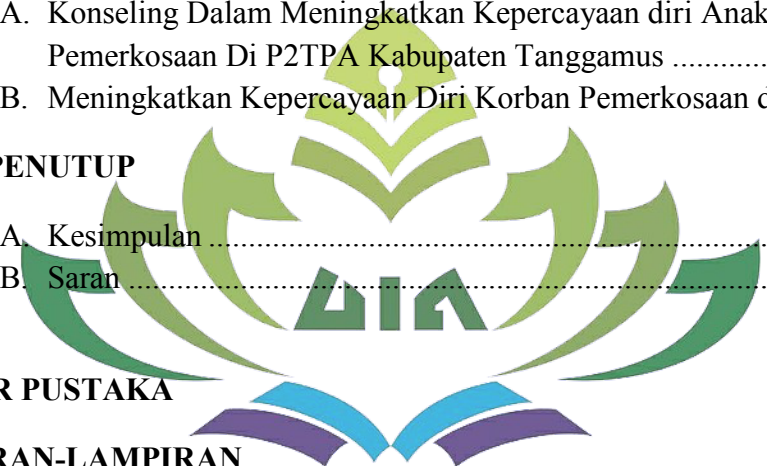 A. Konseling Dalam Meningkatkan Kepercayaan diri Anak
Pemerkosaan Di P2TPA Kabupaten Tanggamus .............
B. Meningkatkan Kepercayaan Diri Korban Pemerkosaan d
PENUTUP
A. Kesimpulan ........................................................................
B. Saran ................................................................................
UIN
R PUSTAKA
RAN-LAMPIRAN